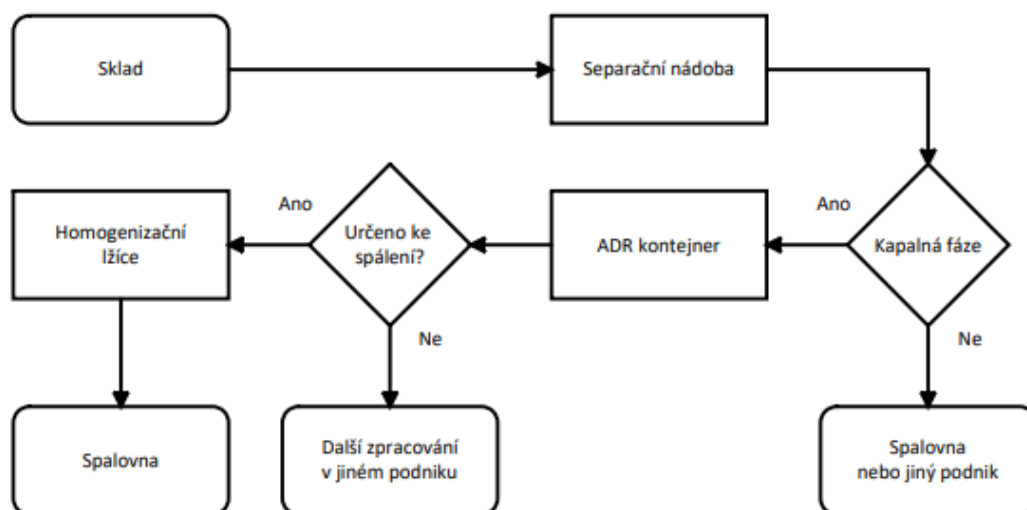 Sklad
Separační nádoba
Homogenizační
lžíce
Ano
Určeno ke
spálení?
ADR kontejner
Ano
Kapalná fáze
Ne
Ne
Spalovna
Další zpracování
v jiném podniku
Spalovna
nebo jiný podnik